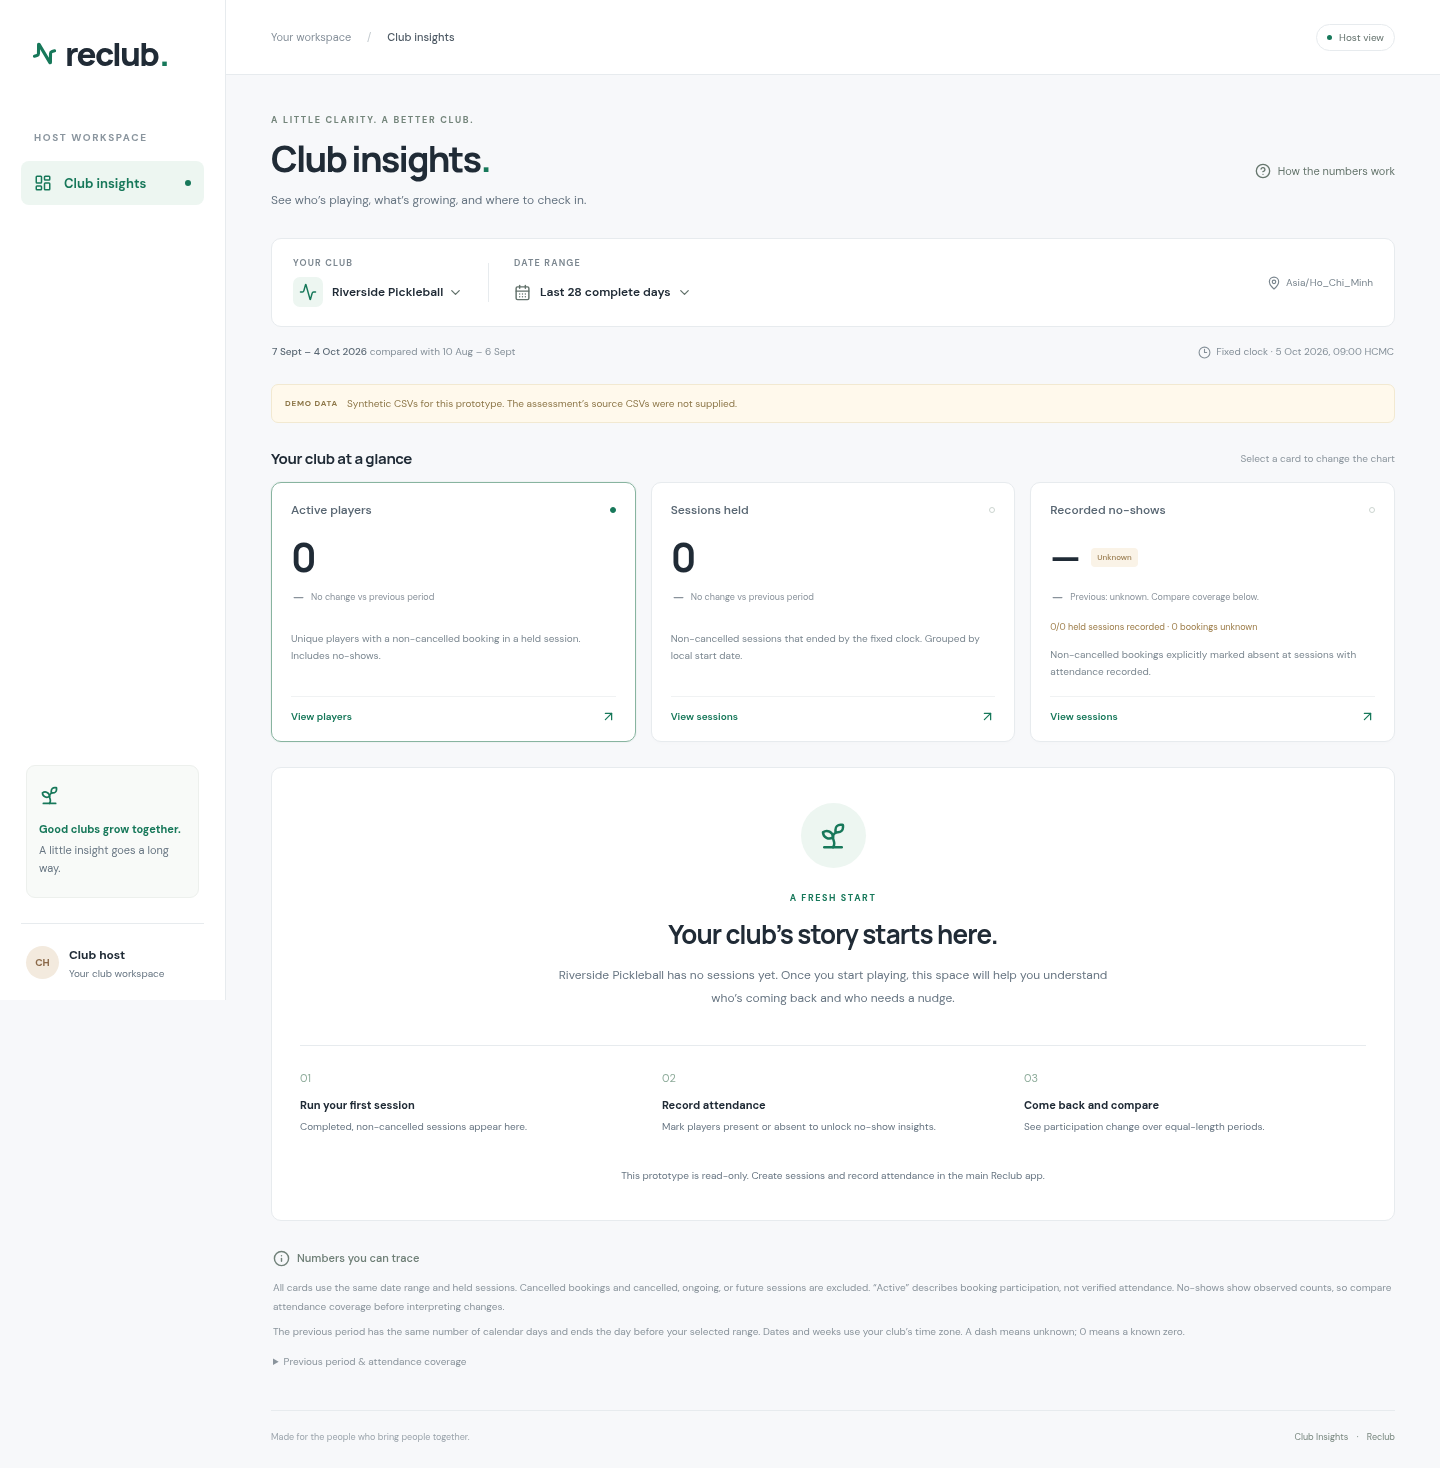 reclub.
HOST WORKSPACE
Club insights
Good clubs grow together.
A little insight goes a long
way.
CH
Club host
Your club workspace
Your workspace / Club insights
Host view
A LITTLE CLARITY. A BETTER CLUB.
Club insights.
See who’s playing, what’s growing, and where to check in.
How the numbers work
YOUR CLUB
Riverside Pickleball
DATE RANGE
Last 28 complete days
Asia/Ho_Chi_Minh
7 Sept – 4 Oct 2026 compared with 10 Aug – 6 Sept
Fixed clock · 5 Oct 2026, 09:00 HCMC
DEMO DATA Synthetic CSVs for this prototype. The assessment’s source CSVs were not supplied.
Your club at a glance
Select a card to change the chart
Active players
0
— No change vs previous period
Unique players with a non-cancelled booking in a held session.
Includes no-shows.
View players
Sessions held
0
— No change vs previous period
Non-cancelled sessions that ended by the fixed clock. Grouped by
local start date.
View sessions
Recorded no-shows
— Unknown
— Previous: unknown. Compare coverage below.
0/0 held sessions recorded · 0 bookings unknown
Non-cancelled bookings explicitly marked absent at sessions with
attendance recorded.
View sessions
A FRESH START
Your club’s story starts here.
Riverside Pickleball has no sessions yet. Once you start playing, this space will help you understand
who’s coming back and who needs a nudge.
01
Run your first session
Completed, non-cancelled sessions appear here.
02
Record attendance
Mark players present or absent to unlock no-show insights.
03
Come back and compare
See participation change over equal-length periods.
This prototype is read-only. Create sessions and record attendance in the main Reclub app.
Numbers you can trace
All cards use the same date range and held sessions. Cancelled bookings and cancelled, ongoing, or future sessions are excluded. “Active” describes booking participation, not verified attendance. No-shows show observed counts, so compare
attendance coverage before interpreting changes.
The previous period has the same number of calendar days and ends the day before your selected range. Dates and weeks use your club’s time zone. A dash means unknown; 0 means a known zero.
Previous period & attendance coverage
Made for the people who bring people together.
Club Insights · Reclub